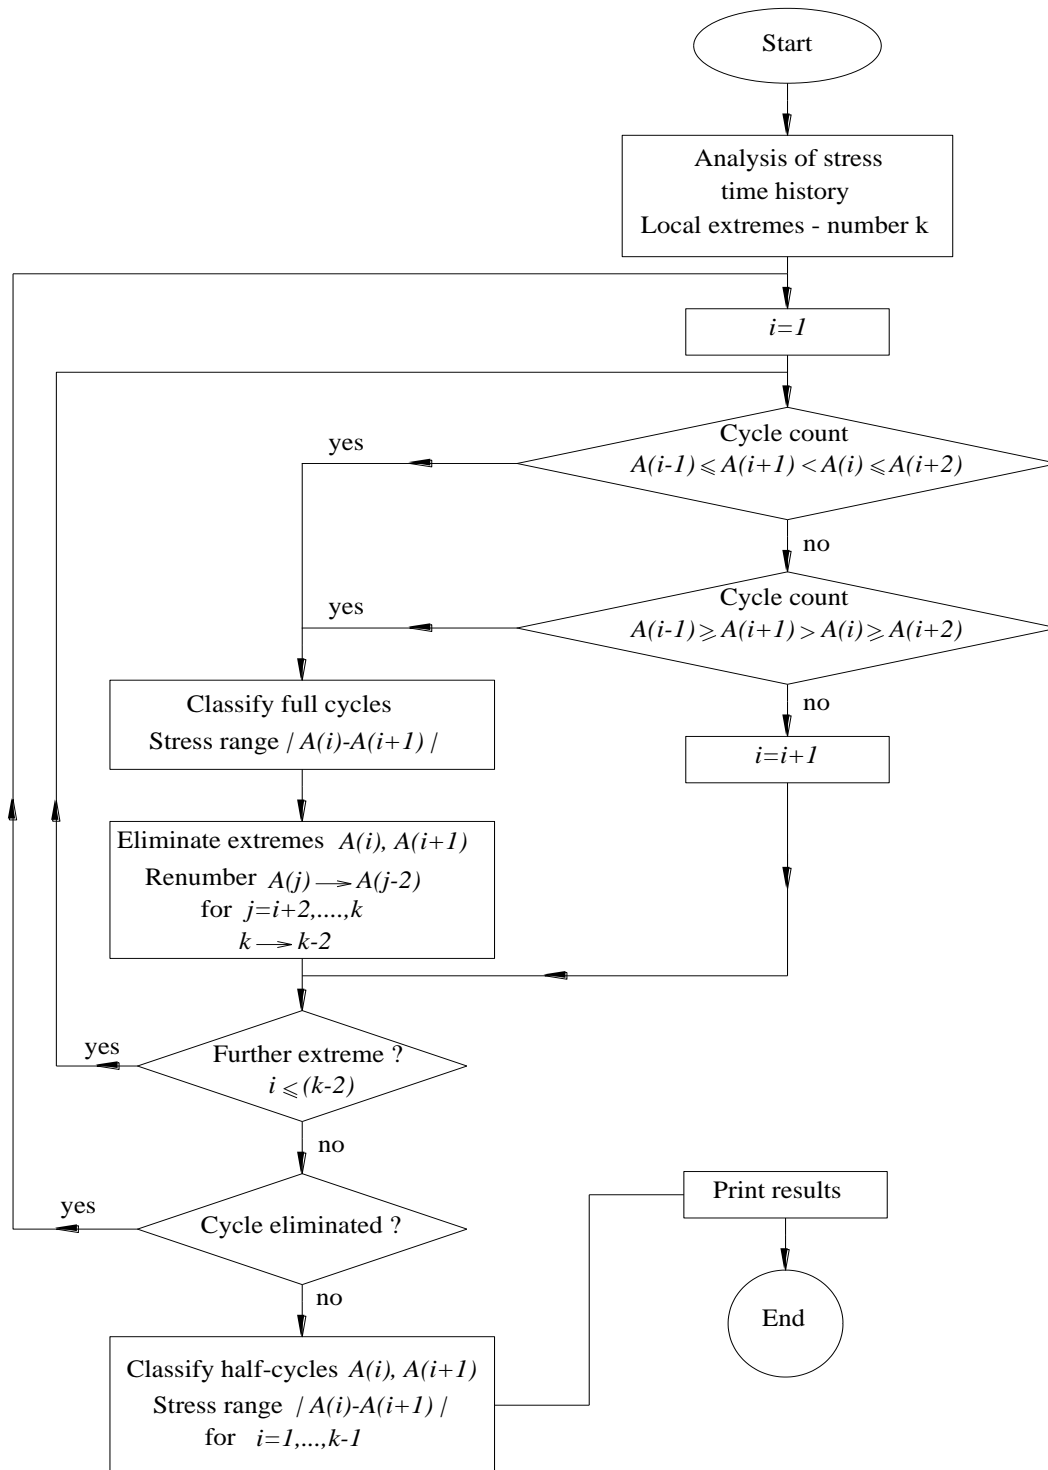 Start
Analysis of stress
time history
Local extremes - number k
i=1
Cycle count
A(i-1) ⩽ A(i+1) < A(i) ⩽ A(i+2)
yes
no
Cycle count
A(i-1) ⩾ A(i+1) > A(i) ⩾ A(i+2)
yes
no
Classify full cycles
Stress range | A(i)-A(i+1) |
i=i+1
Eliminate extremes A(i), A(i+1)
Renumber A(j) → A(j-2)
for j=i+2,....,k
k → k-2
Further extreme ?
i ⩽ (k-2)
yes
no
Cycle eliminated ?
yes
no
Classify half-cycles A(i), A(i+1)
Stress range | A(i)-A(i+1) |
for i=1,...,k-1
Print results
End